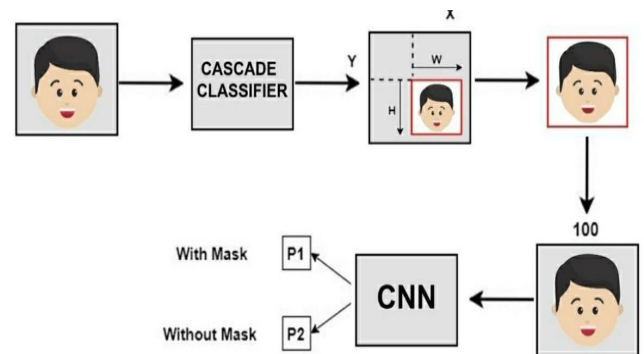 X
CASCADE
CLASSIFIER
Y
W
H
100
With Mask
P1
CNN
Without Mask
P2